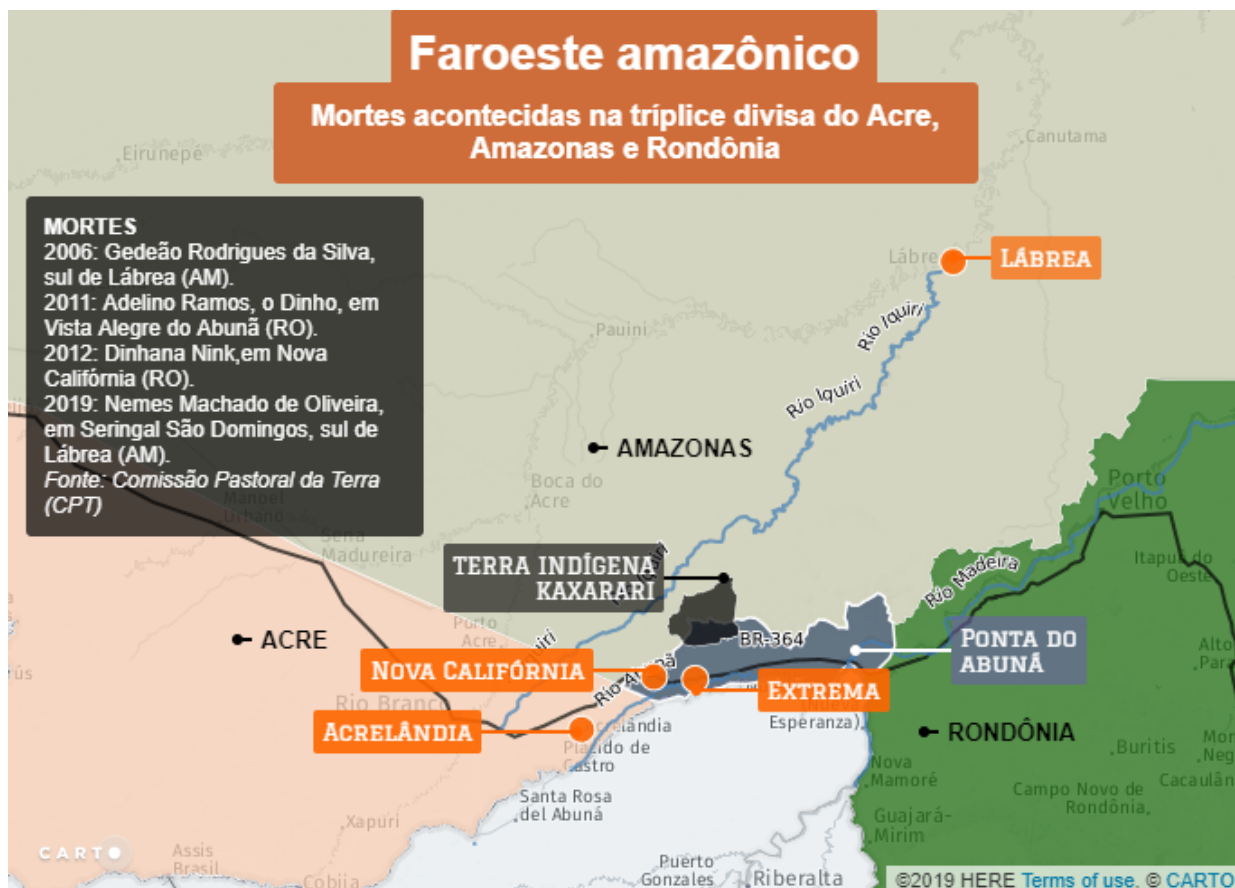 Faroeste amazônico
Mortes acontecidas na tríplice divisa do Acre,
Amazonas e Rondônia
Canutama
Eirunepé
MORTES
2006: Gedeão Rodrigues da Silva,
sul de Lábrea (AM).
2011: Adelino Ramos, o Dinho, em
Vista Alegre do Abunã (RO).
2012: Dinhana Nink,em Nova
Califórnia (RO).
2019: Nemes Machado de Oliveira,
em Seringal São Domingos, sul de
Lábrea (AM).
Fonte: Comissão Pastoral da Terra
(CPT)
LÁBREA
Rio Iquiri
Pauini
Rio Iquiri
AMAZONAS
Boca do
Acre
Manoel
Urbano
Sena
Madureira
Porto
Velho
Itapuã do
Oeste
TERRA INDÍGENA
KAXARARI
Rio Madeira
Porto
Acre
ACRE
BR-364
PONTA DO
ABUNÃ
NOVA CALIFÓRNIA
Rio Abunã
EXTREMA
Rio Branco
ACRELÂNDIA
Esperanza)
RONDÔNIA
Plácido de
Castro
Buritis
Nova
Mamoré
Campo Novo de
Rondônia
Santa Rosa
del Abuná
Guajará-
Mirim
Xapuri
CARTO
Assis
Brasil
Cobija
Puerto
Gonzales
Riberalta
©2019 HERE Terms of use. © CARTO